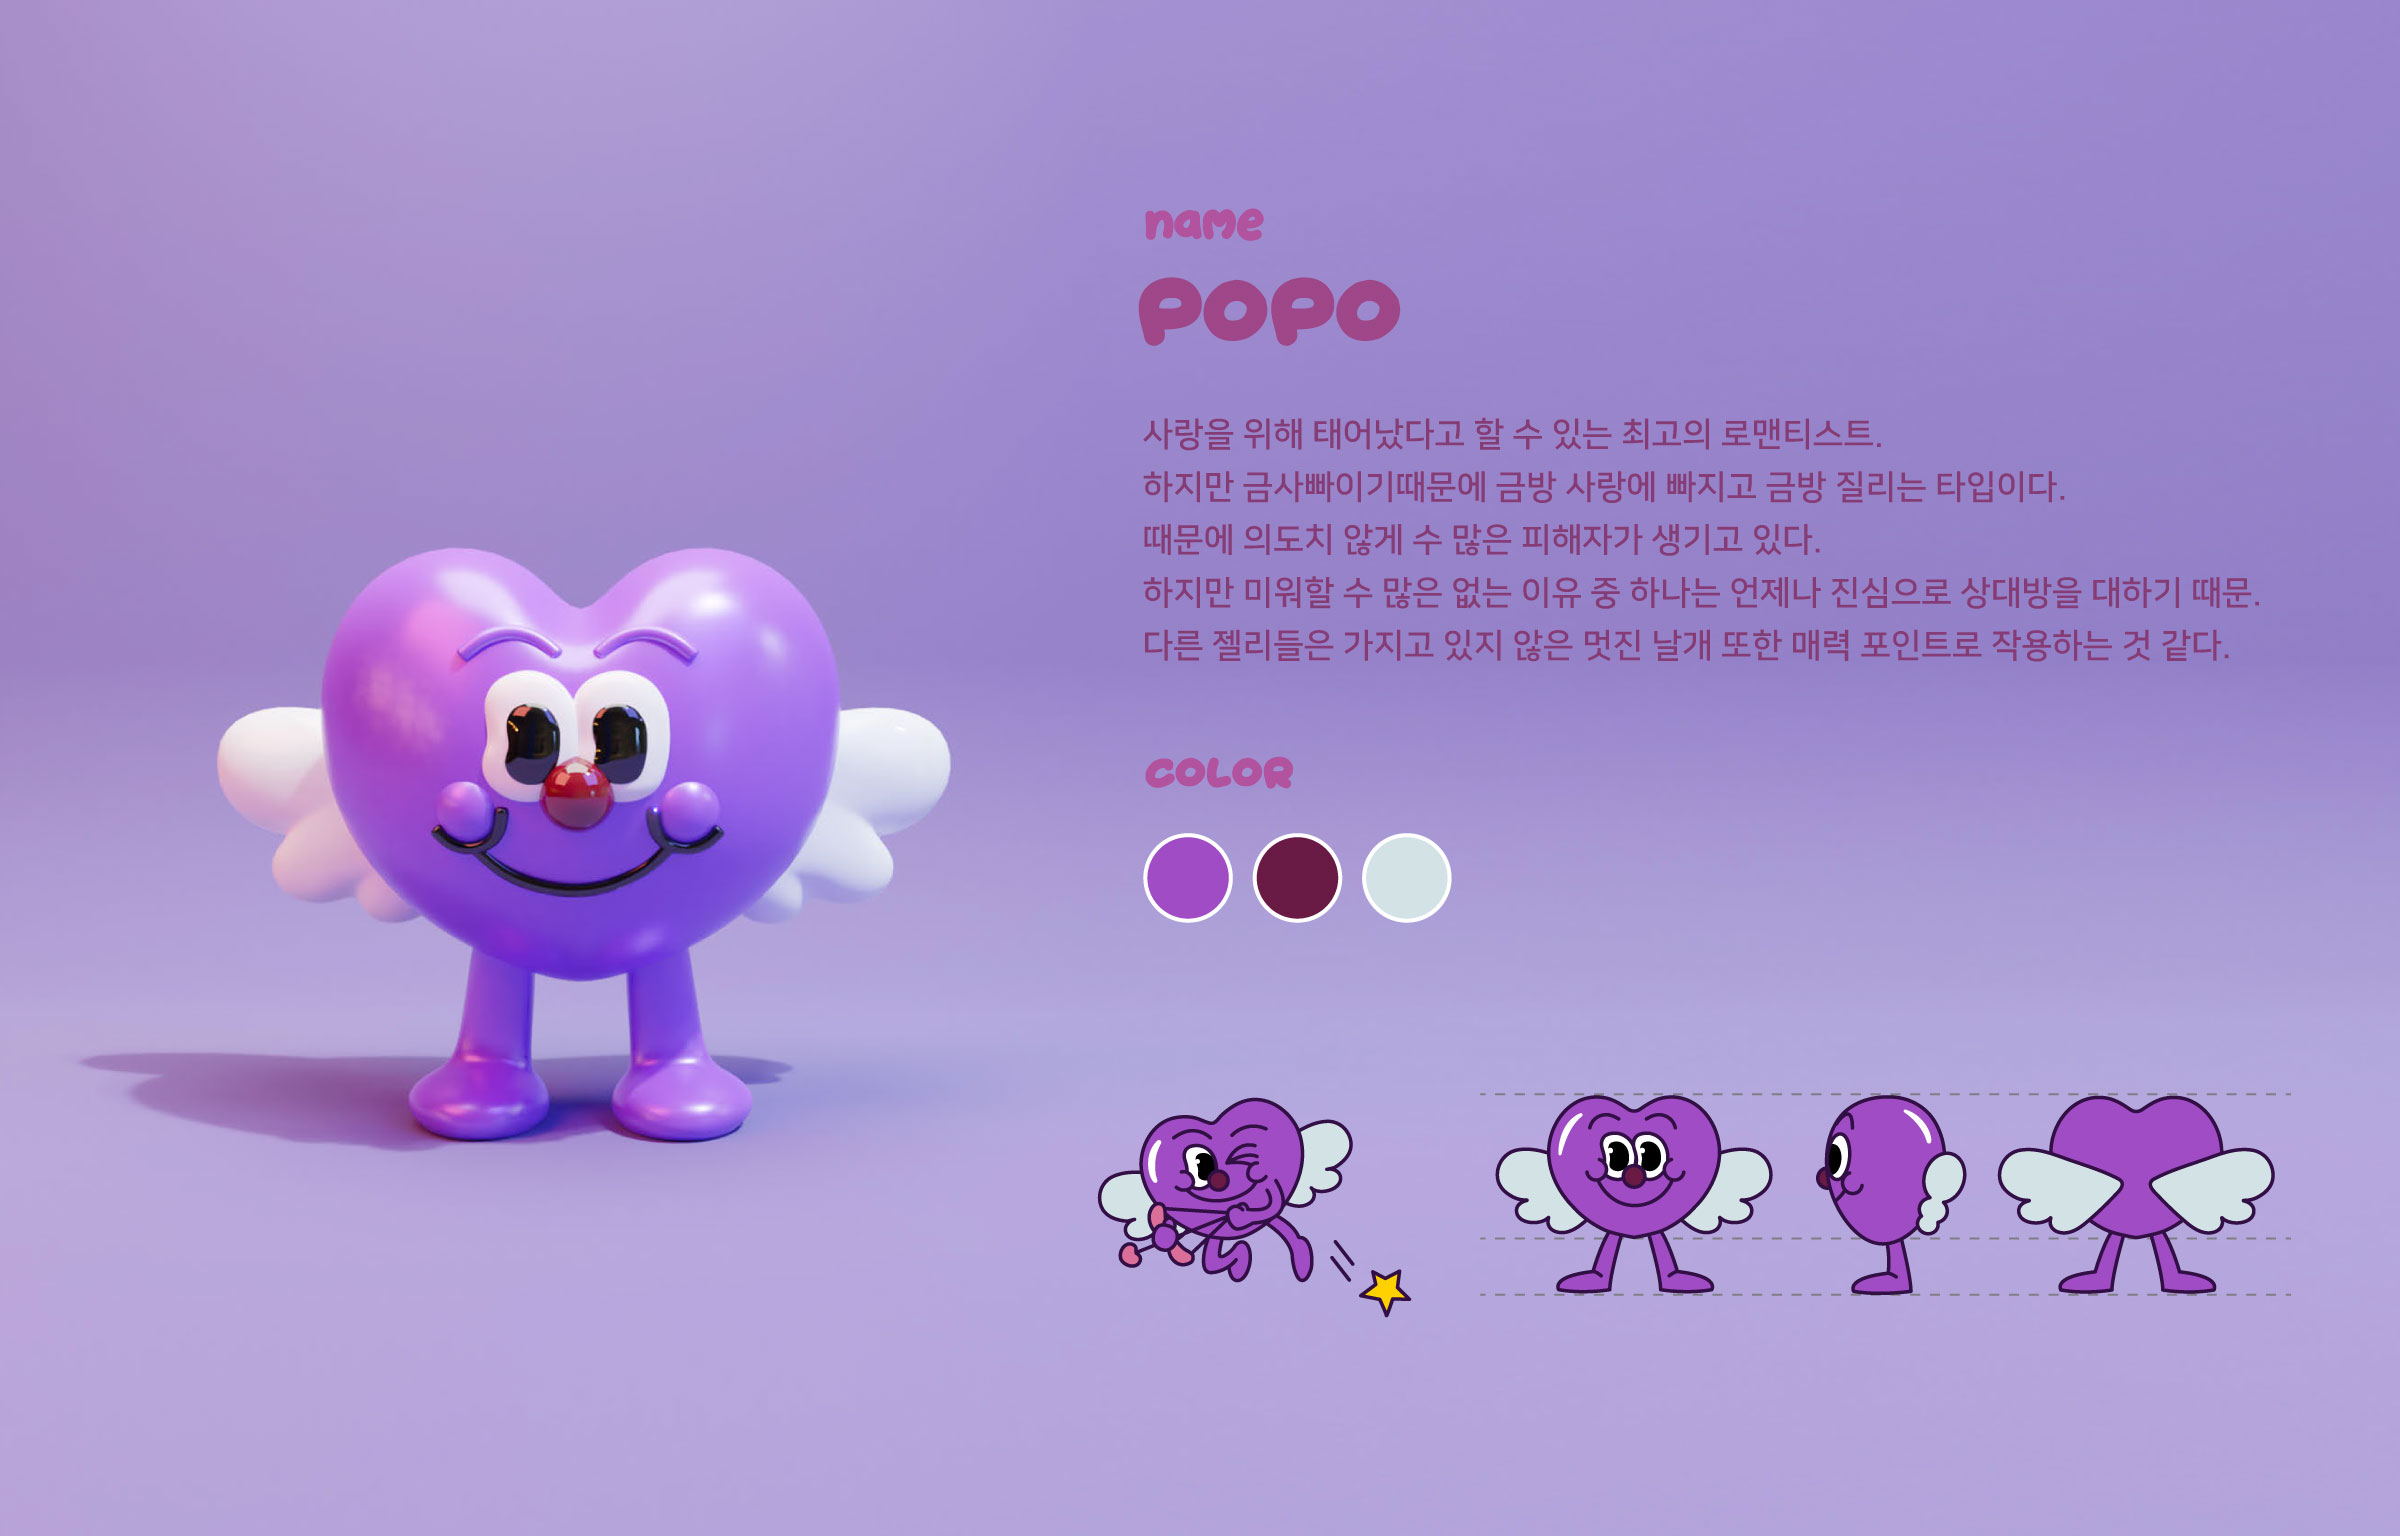 name
POPO
사랑을 위해 태어났다고 할 수 있는 최고의 로맨티스트.
하지만 금사빠이기때문에 금방 사랑에 빠지고 금방 질리는 타입이다.
때문에 의도치 않게 수 많은 피해자가 생기고 있다.
하지만 미워할 수 많은 없는 이유 중 하나는 언제나 진심으로 상대방을 대하기 때문.
다른 젤리들은 가지고 있지 않은 멋진 날개 또한 매력 포인트로 작용하는 것 같다.
COLOR